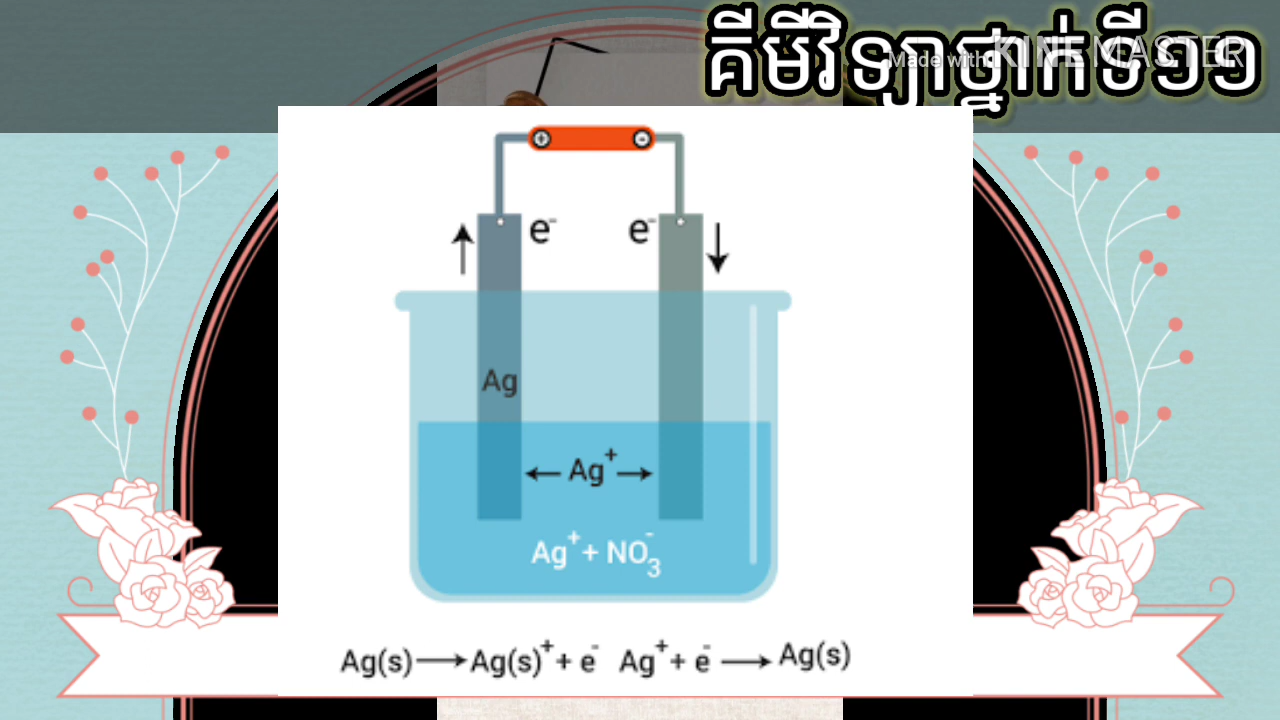 គីមីវិទ្យាថ្នាក់ទី១១
Made with KINEMASTER
+ -
e⁻ e⁻
Ag
← Ag⁺ →
Ag⁺ + NO₃⁻
Ag(s) → Ag(s)⁺ + e⁻ Ag⁺ + e⁻ → Ag(s)